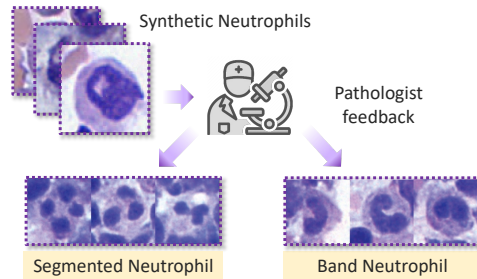 Synthetic Neutrophils
Pathologist
feedback
Segmented Neutrophil
Band Neutrophil